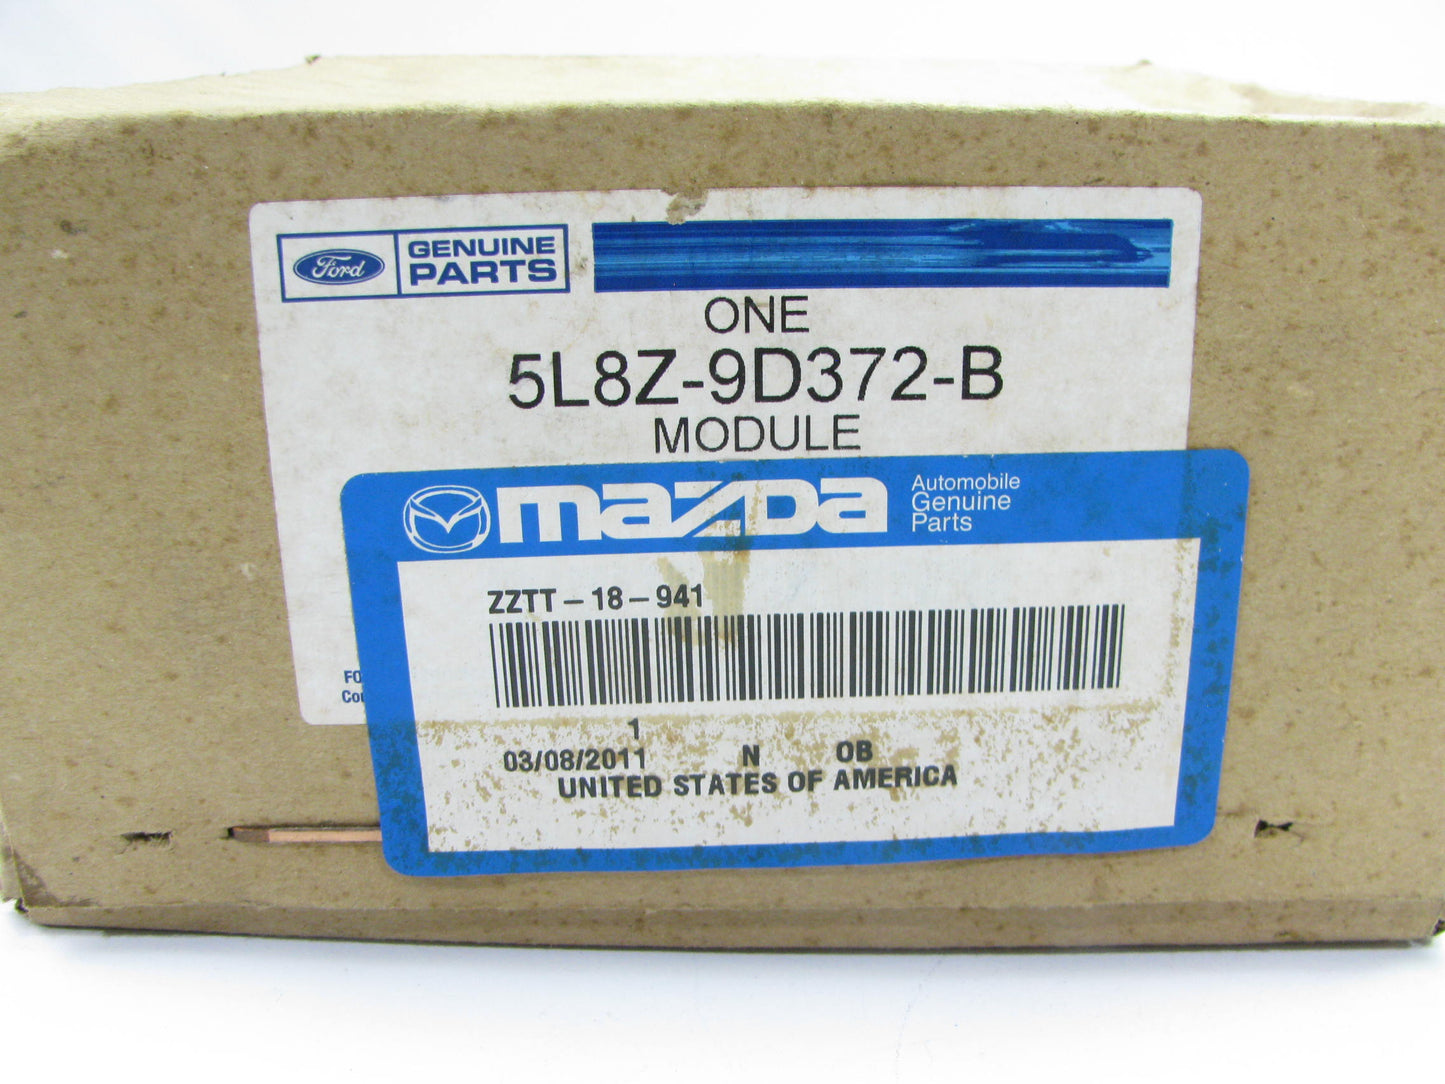 Ford GENUINE PARTS
ONE
5L8Z-9D372-B
MODULE
mazda Automobile Genuine Parts
ZZTT-18-941
1
03/08/2011 N OB
UNITED STATES OF AMERICA